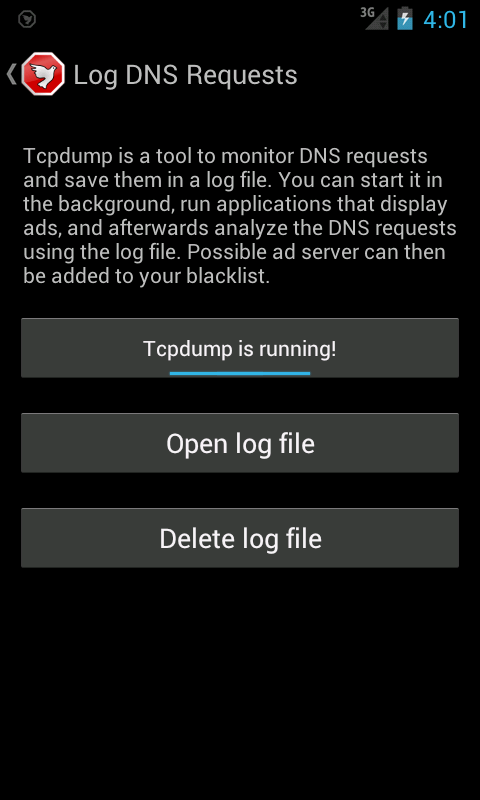 3G 4:01
Log DNS Requests
Tcpdump is a tool to monitor DNS requests
and save them in a log file. You can start it in
the background, run applications that display
ads, and afterwards analyze the DNS requests
using the log file. Possible ad server can then
be added to your blacklist.
Tcpdump is running!
Open log file
Delete log file